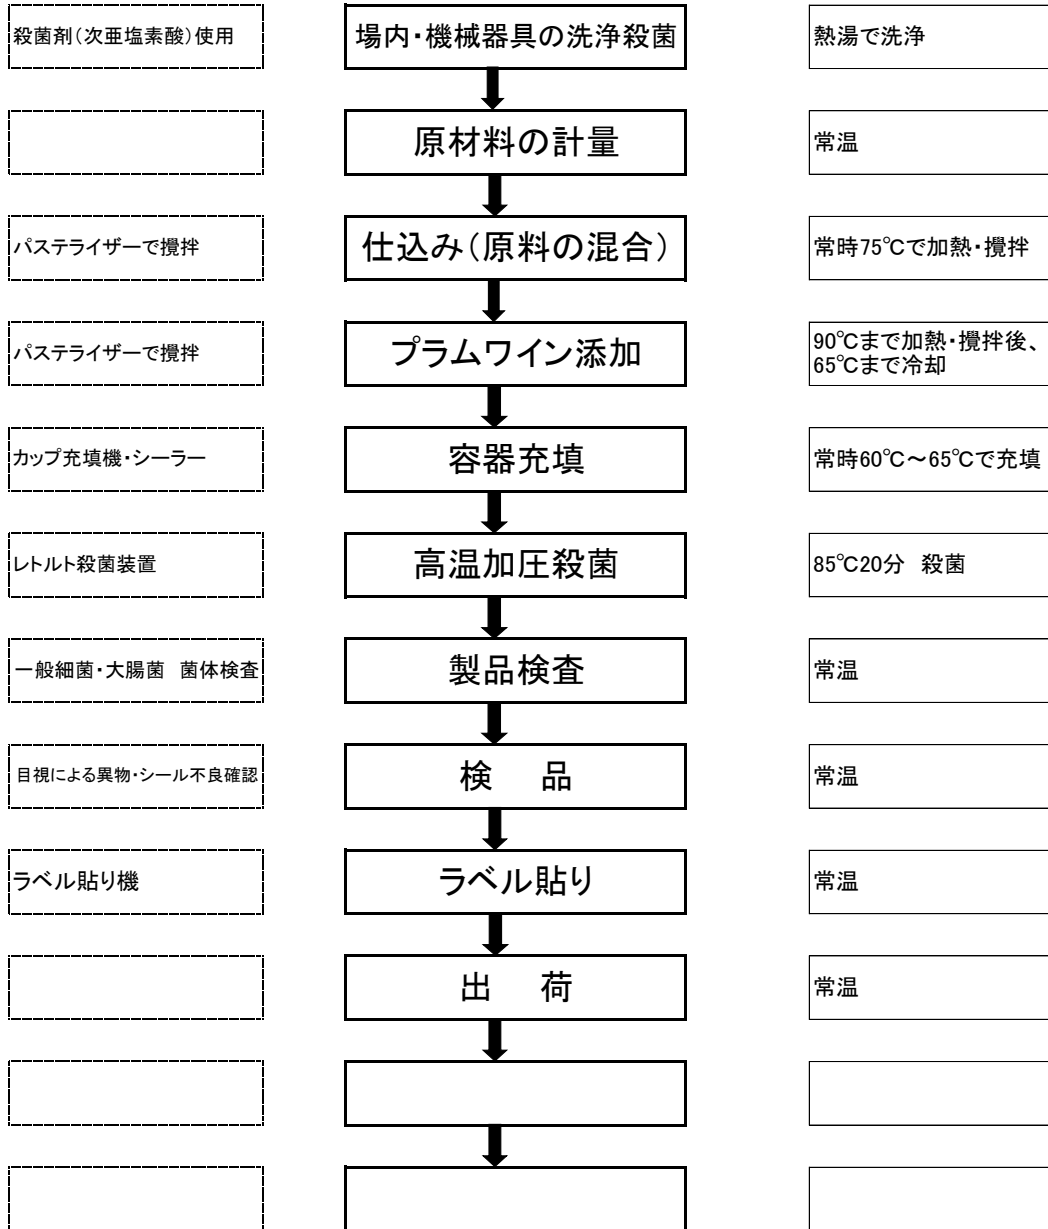 殺菌剤(次亜塩素酸)使用
場内・機械器具の洗浄殺菌
熱湯で洗浄
原材料の計量
常温
パステライザーで攪拌
仕込み(原料の混合)
常時75℃で加熱・攪拌
パステライザーで攪拌
プラムワイン添加
90℃まで加熱・攪拌後、
65℃まで冷却
カップ充填機・シーラー
容器充填
常時60℃～65℃で充填
レトルト殺菌装置
高温加圧殺菌
85℃20分　殺菌
一般細菌・大腸菌　菌体検査
製品検査
常温
目視による異物・シール不良確認
検　品
常温
ラベル貼り機
ラベル貼り
常温
出　荷
常温